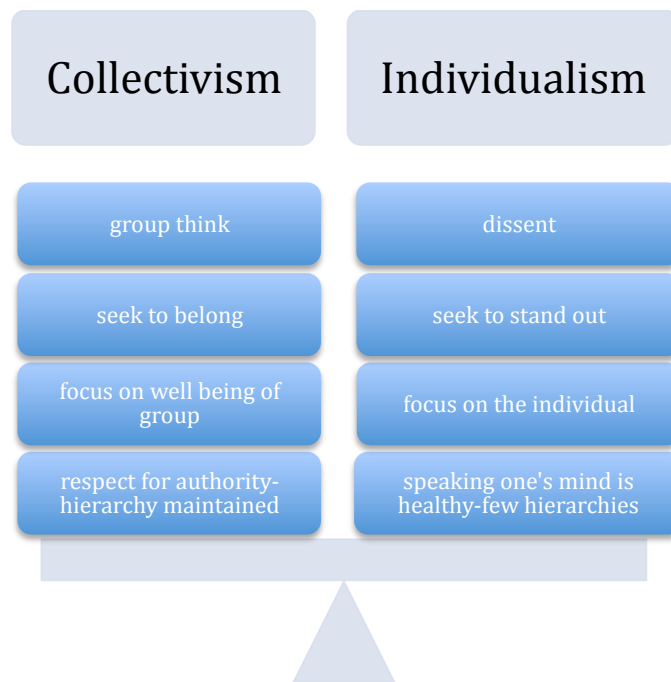 Collectivism
Individualism
group think
dissent
seek to belong
seek to stand out
focus on well being of
group
focus on the individual
respect for authority-
hierarchy maintained
speaking one's mind is
healthy-few hierarchies